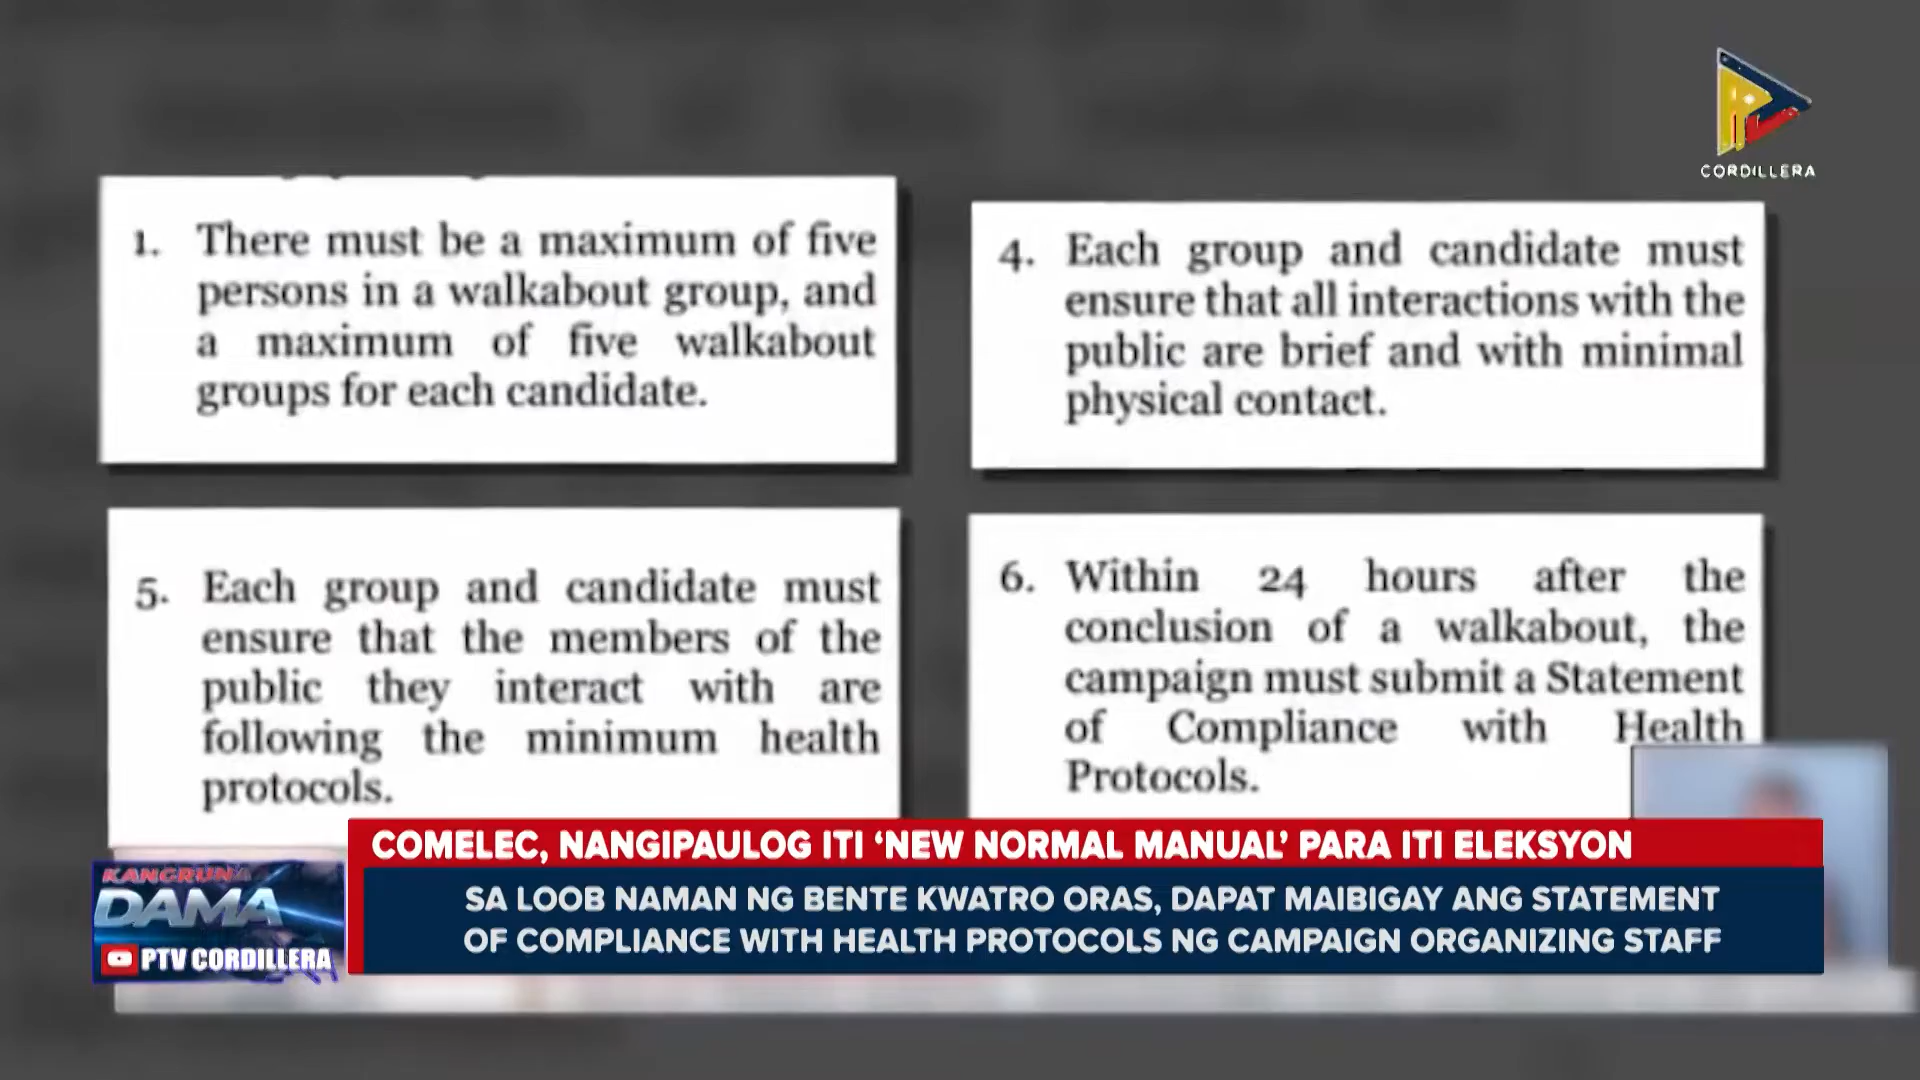 CORDILLERA
1. There must be a maximum of five
persons in a walkabout group, and
a maximum of five walkabout
groups for each candidate.
4. Each group and candidate must
ensure that all interactions with the
public are brief and with minimal
physical contact.
5. Each group and candidate must
ensure that the members of the
public they interact with are
following the minimum health
protocols.
6. Within 24 hours after the
conclusion of a walkabout, the
campaign must submit a Statement
of Compliance with Health
Protocols.
COMELEC, NANGIPAULOG ITI ‘NEW NORMAL MANUAL’ PARA ITI ELEKSYON
SA LOOB NAMAN NG BENTE KWATRO ORAS, DAPAT MAIBIGAY ANG STATEMENT
OF COMPLIANCE WITH HEALTH PROTOCOLS NG CAMPAIGN ORGANIZING STAFF
KANGRUNA
DAMA
PTV CORDILLERA